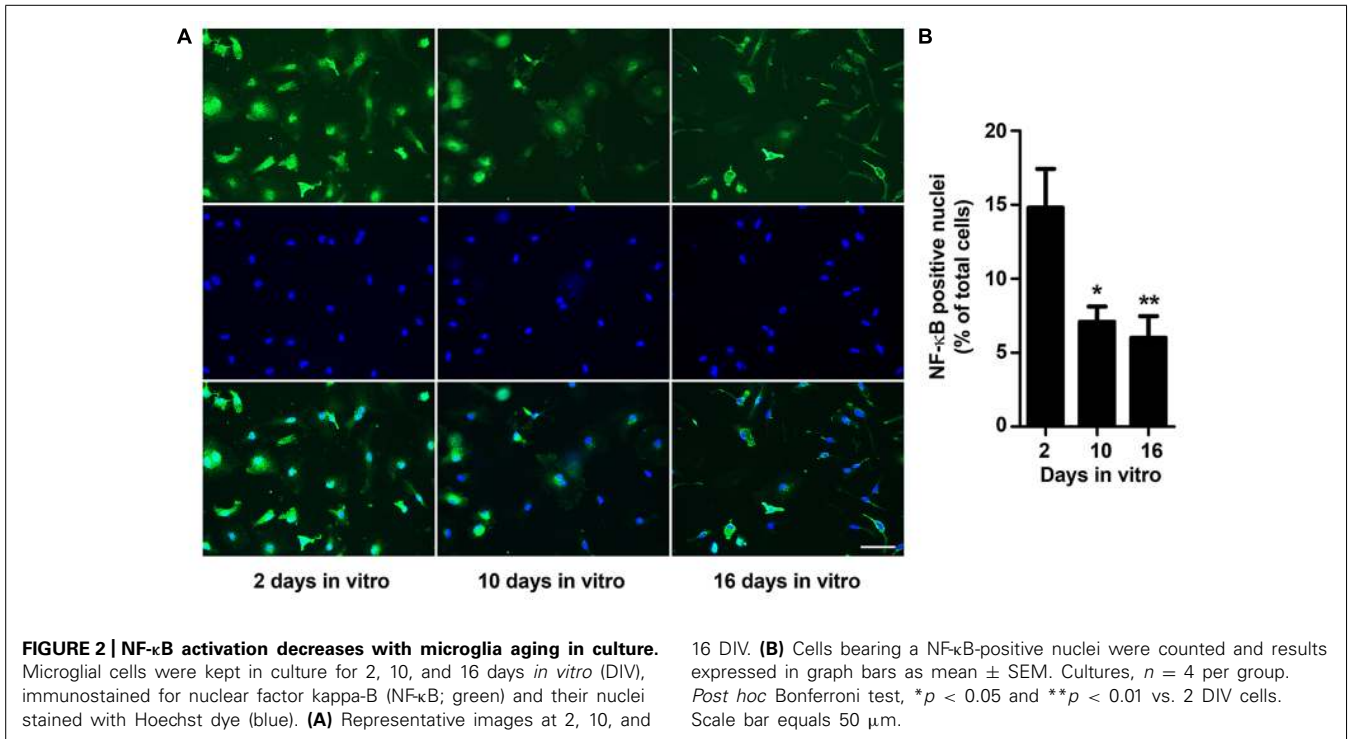 A
B
2 days in vitro
10 days in vitro
16 days in vitro
NF-κB positive nuclei
(% of total cells)
20
15
10
5
0
*
**
2
10
16
Days in vitro
FIGURE 2 | NF-κB activation decreases with microglia aging in culture.
Microglial cells were kept in culture for 2, 10, and 16 days in vitro (DIV),
immunostained for nuclear factor kappa-B (NF-κB; green) and their nuclei
stained with Hoechst dye (blue). (A) Representative images at 2, 10, and
16 DIV. (B) Cells bearing a NF-κB-positive nuclei were counted and results
expressed in graph bars as mean ± SEM. Cultures, n = 4 per group.
Post hoc Bonferroni test, *p < 0.05 and **p < 0.01 vs. 2 DIV cells.
Scale bar equals 50 μm.